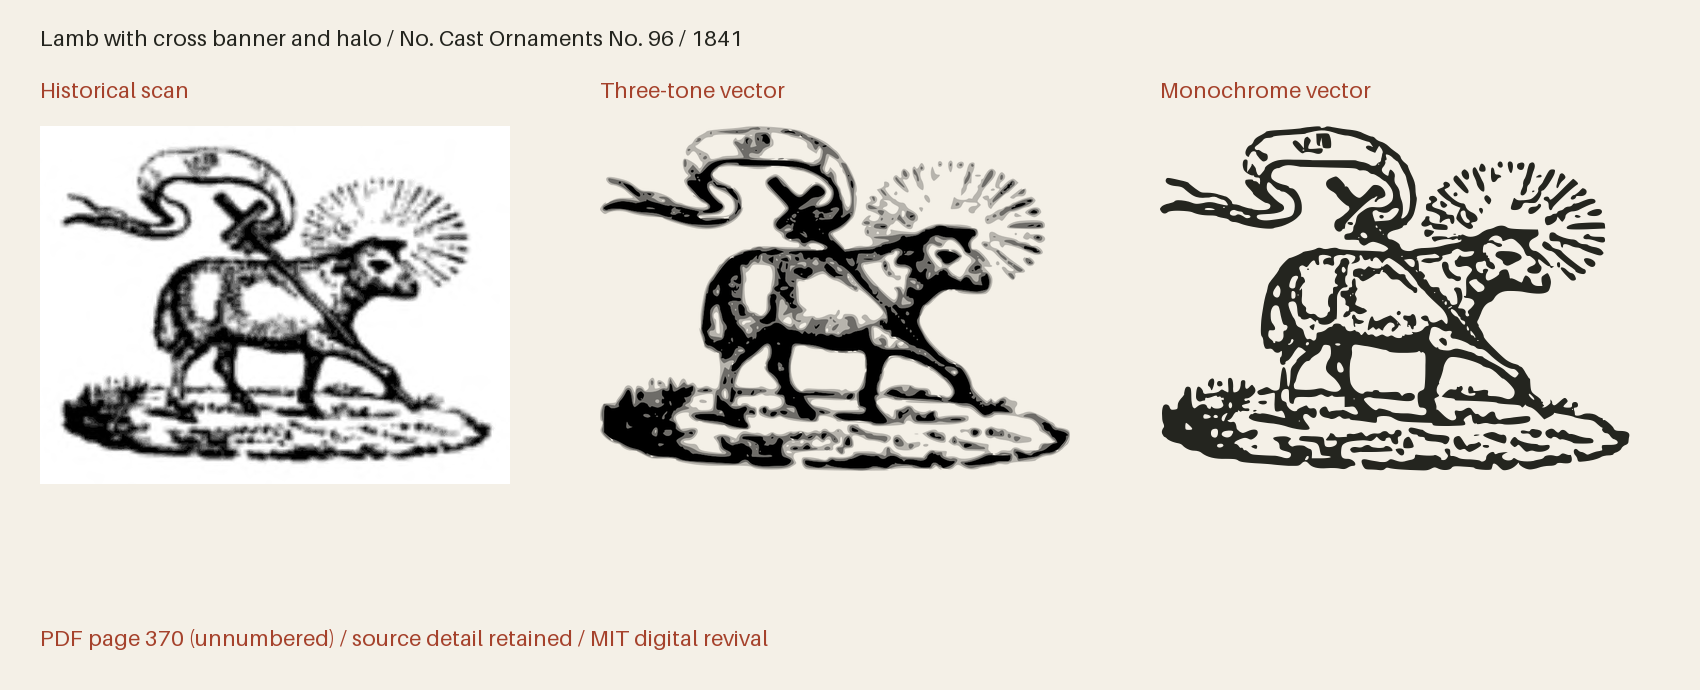 Lamb with cross banner and halo / No. Cast Ornaments No. 96 / 1841
Historical scan
Three-tone vector
Monochrome vector
PDF page 370 (unnumbered) / source detail retained / MIT digital revival